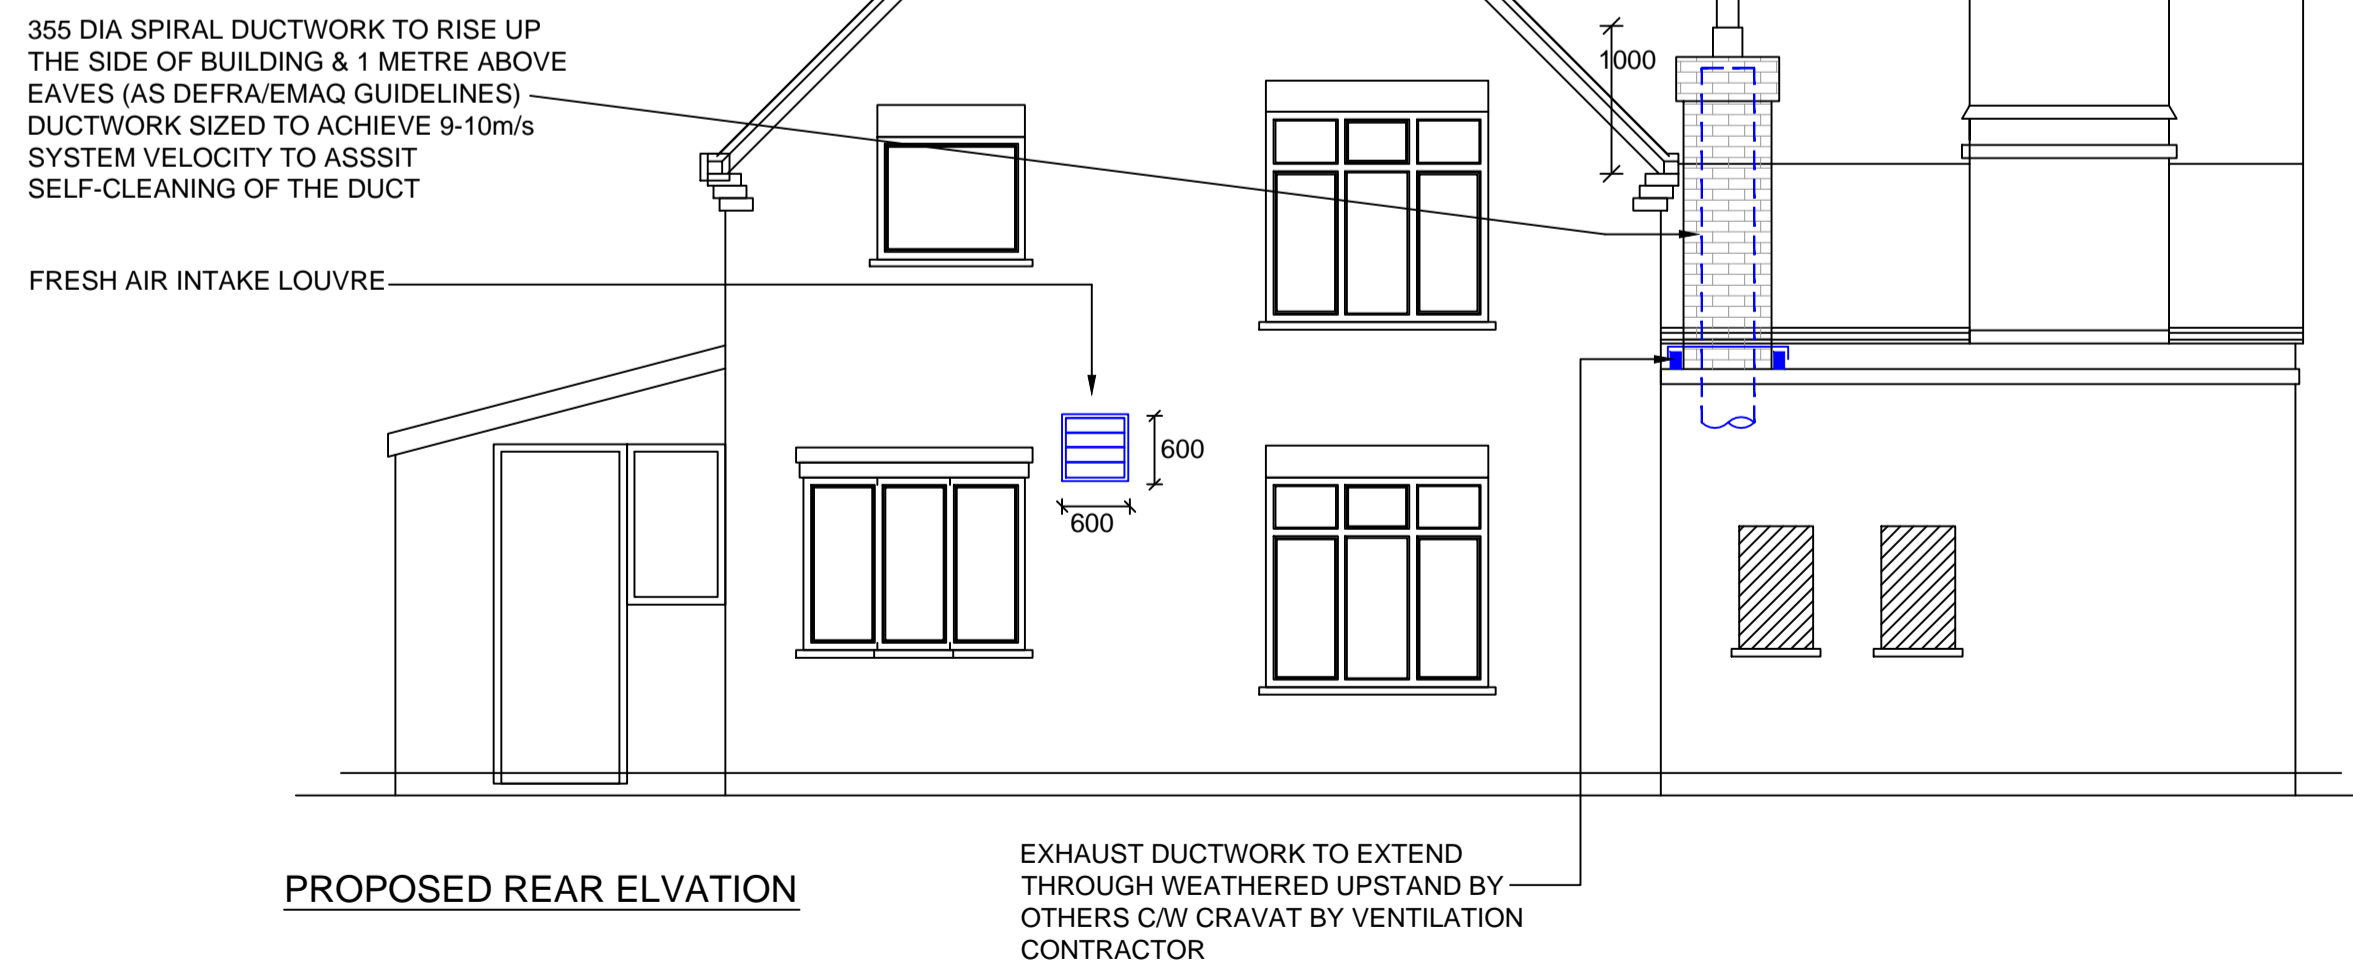 355 DIA SPIRAL DUCTWORK TO RISE UP
THE SIDE OF BUILDING & 1 METRE ABOVE
EAVES (AS DEFRA/EMAQ GUIDELINES)
DUCTWORK SIZED TO ACHIEVE 9-10m/s
SYSTEM VELOCITY TO ASSSIT
SELF-CLEANING OF THE DUCT
1000
FRESH AIR INTAKE LOUVRE
600
600
EXHAUST DUCTWORK TO EXTEND
THROUGH WEATHERED UPSTAND BY
OTHERS C/W CRAVAT BY VENTILATION
CONTRACTOR
PROPOSED REAR ELVATION